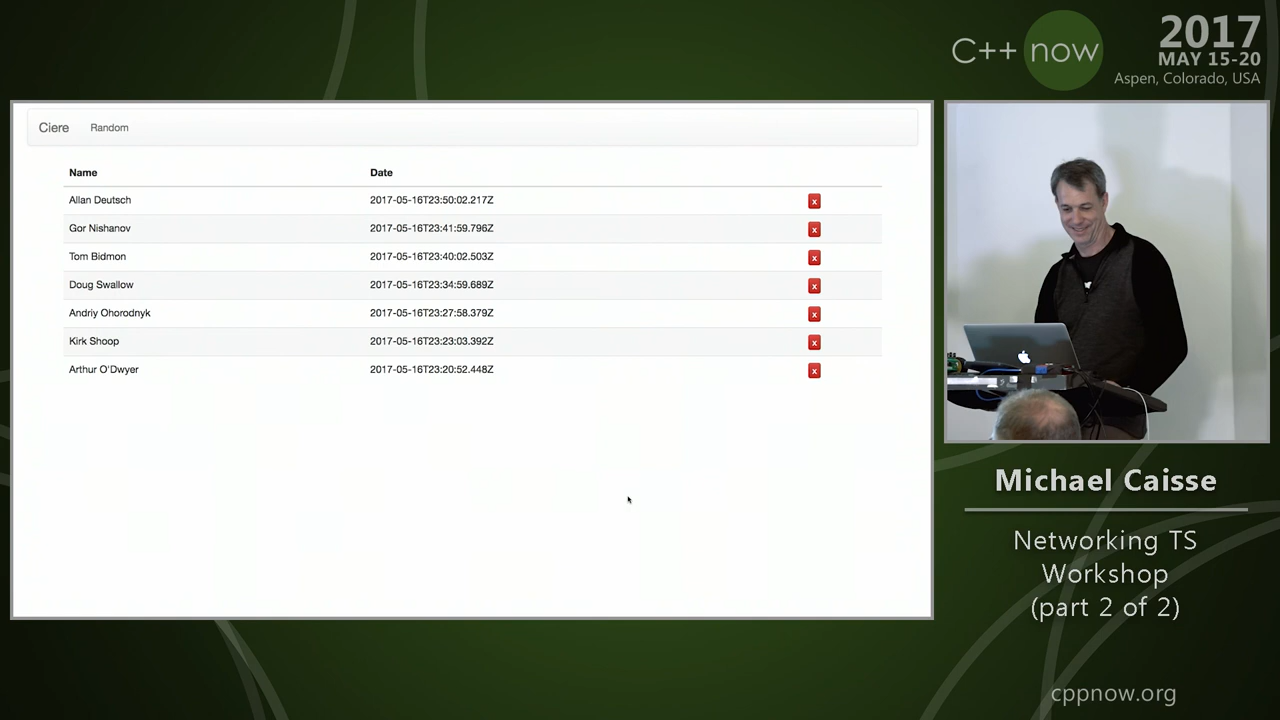 C++ now
2017
MAY 15-20
Aspen, Colorado, USA
Ciere Random
Name Date
Allan Deutsch 2017-05-16T23:50:02.217Z x
Gor Nishanov 2017-05-16T23:41:59.796Z x
Tom Bidmon 2017-05-16T23:40:02.503Z x
Doug Swallow 2017-05-16T23:34:59.689Z x
Andriy Ohorodnyk 2017-05-16T23:27:58.379Z x
Kirk Shoop 2017-05-16T23:23:03.392Z x
Arthur O'Dwyer 2017-05-16T23:20:52.448Z x
Michael Caisse
Networking TS
Workshop
(part 2 of 2)
cppnow.org